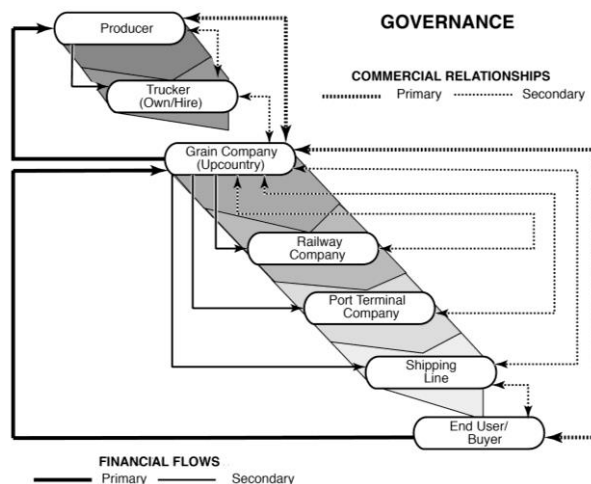 GOVERNANCE
Producer
COMMERCIAL RELATIONSHIPS
Primary
Secondary
Trucker
(Own/Hire)
Grain Company
(Upcountry)
Railway
Company
Port Terminal
Company
Shipping
Line
End User/
Buyer
FINANCIAL FLOWS
Primary
Secondary